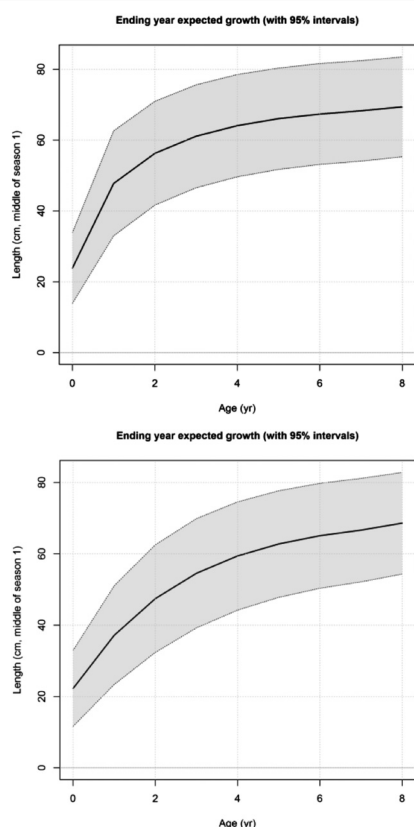 Ending year expected growth (with 95% intervals)
80
60
40
20
0
Length (cm, middle of season 1)
0 2 4 6 8
Age (yr)
Ending year expected growth (with 95% intervals)
80
60
40
20
0
Length (cm, middle of season 1)
0 2 4 6 8
Age (yr)